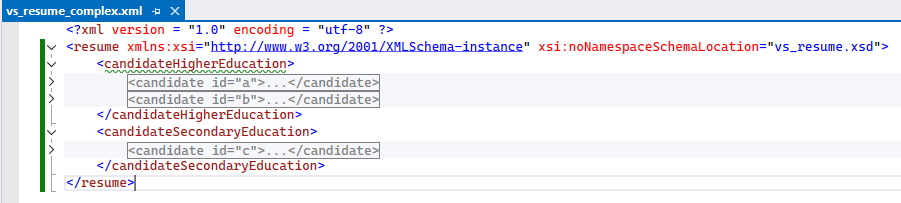 vs_resume_complex.xml
<?xml version = "1.0" encoding = "utf-8" ?>
<resume xmlns:xsi="http://www.w3.org/2001/XMLSchema-instance" xsi:noNamespaceSchemaLocation="vs_resume.xsd">
<candidateHigherEducation>
<candidate id="a">...</candidate>
<candidate id="b">...</candidate>
</candidateHigherEducation>
<candidateSecondaryEducation>
<candidate id="c">...</candidate>
</candidateSecondaryEducation>
</resume>